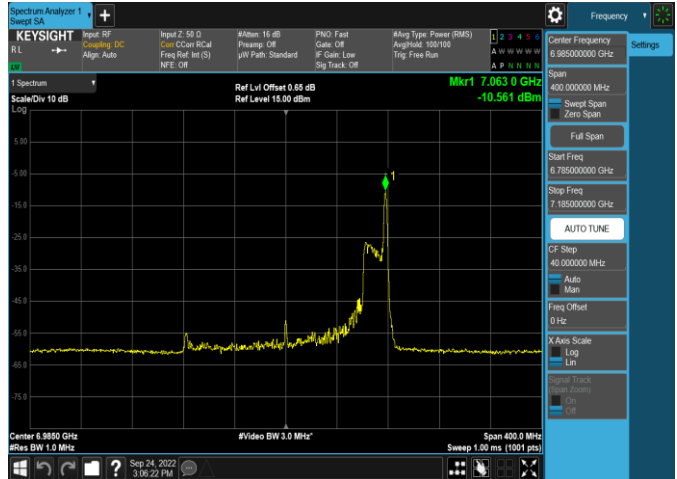 Spectrum Analyzer 1
Swept SA
Frequency
KEYSIGHT
Input: RF
Input Z: 50 Ω
#Atten: 16 dB
PNO: Fast
#Avg Type: Power (RMS)
1 2 3 4 5 6
RL
Coupling: DC
Corr CCorr RCal
Preamp: Off
Gate: Off
Avg|Hold: 100/100
A W W W W W
Align: Auto
Freq Ref: Int (S)
µW Path: Standard
IF Gain: Low
Trig: Free Run
NFE: Off
Sig Track: Off
A P N N N N
1 Spectrum
Scale/Div 10 dB
Ref Lvl Offset 0.65 dB
Ref Level 15.00 dBm
Mkr1 7.063 0 GHz
-10.561 dBm
Log
5.00
-5.00
-15.0
-25.0
-35.0
-45.0
-55.0
-65.0
-75.0
1
Center 6.9850 GHz
#Video BW 3.0 MHz*
Span 400.0 MHz
#Res BW 1.0 MHz
Sweep 1.00 ms (1001 pts)
Center Frequency
6.985000000 GHz
Settings
Span
400.000000 MHz
Swept Span
Zero Span
Full Span
Start Freq
6.785000000 GHz
Stop Freq
7.185000000 GHz
AUTO TUNE
CF Step
40.000000 MHz
Auto
Man
Freq Offset
0 Hz
X Axis Scale
Log
Lin
Signal Track
(Span Zoom)
On
Off
?
Sep 24, 2022
3:06:22 PM